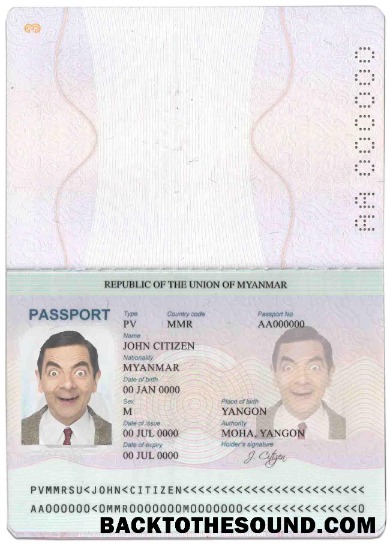 AA 000000
REPUBLIC OF THE UNION OF MYANMAR
PASSPORT
Type Country code Passport No
PV MMR AA000000
Name
JOHN CITIZEN
Nationality
MYANMAR
Date of birth
00 JAN 0000
Sex Place of birth
M YANGON
Date of issue Authority
00 JUL 0000 MOHA, YANGON
Date of expiry Holder's signature
00 JUL 0000 J. Citizen
PVMMRSU<JOHN<CITIZEN<<<<<<<<<<<<<<<<<<<<<<<<
AA000000<0MMR0000000M0000000<<<<<<<<<<<<<<<0
BACKTOTHESOUND.COM